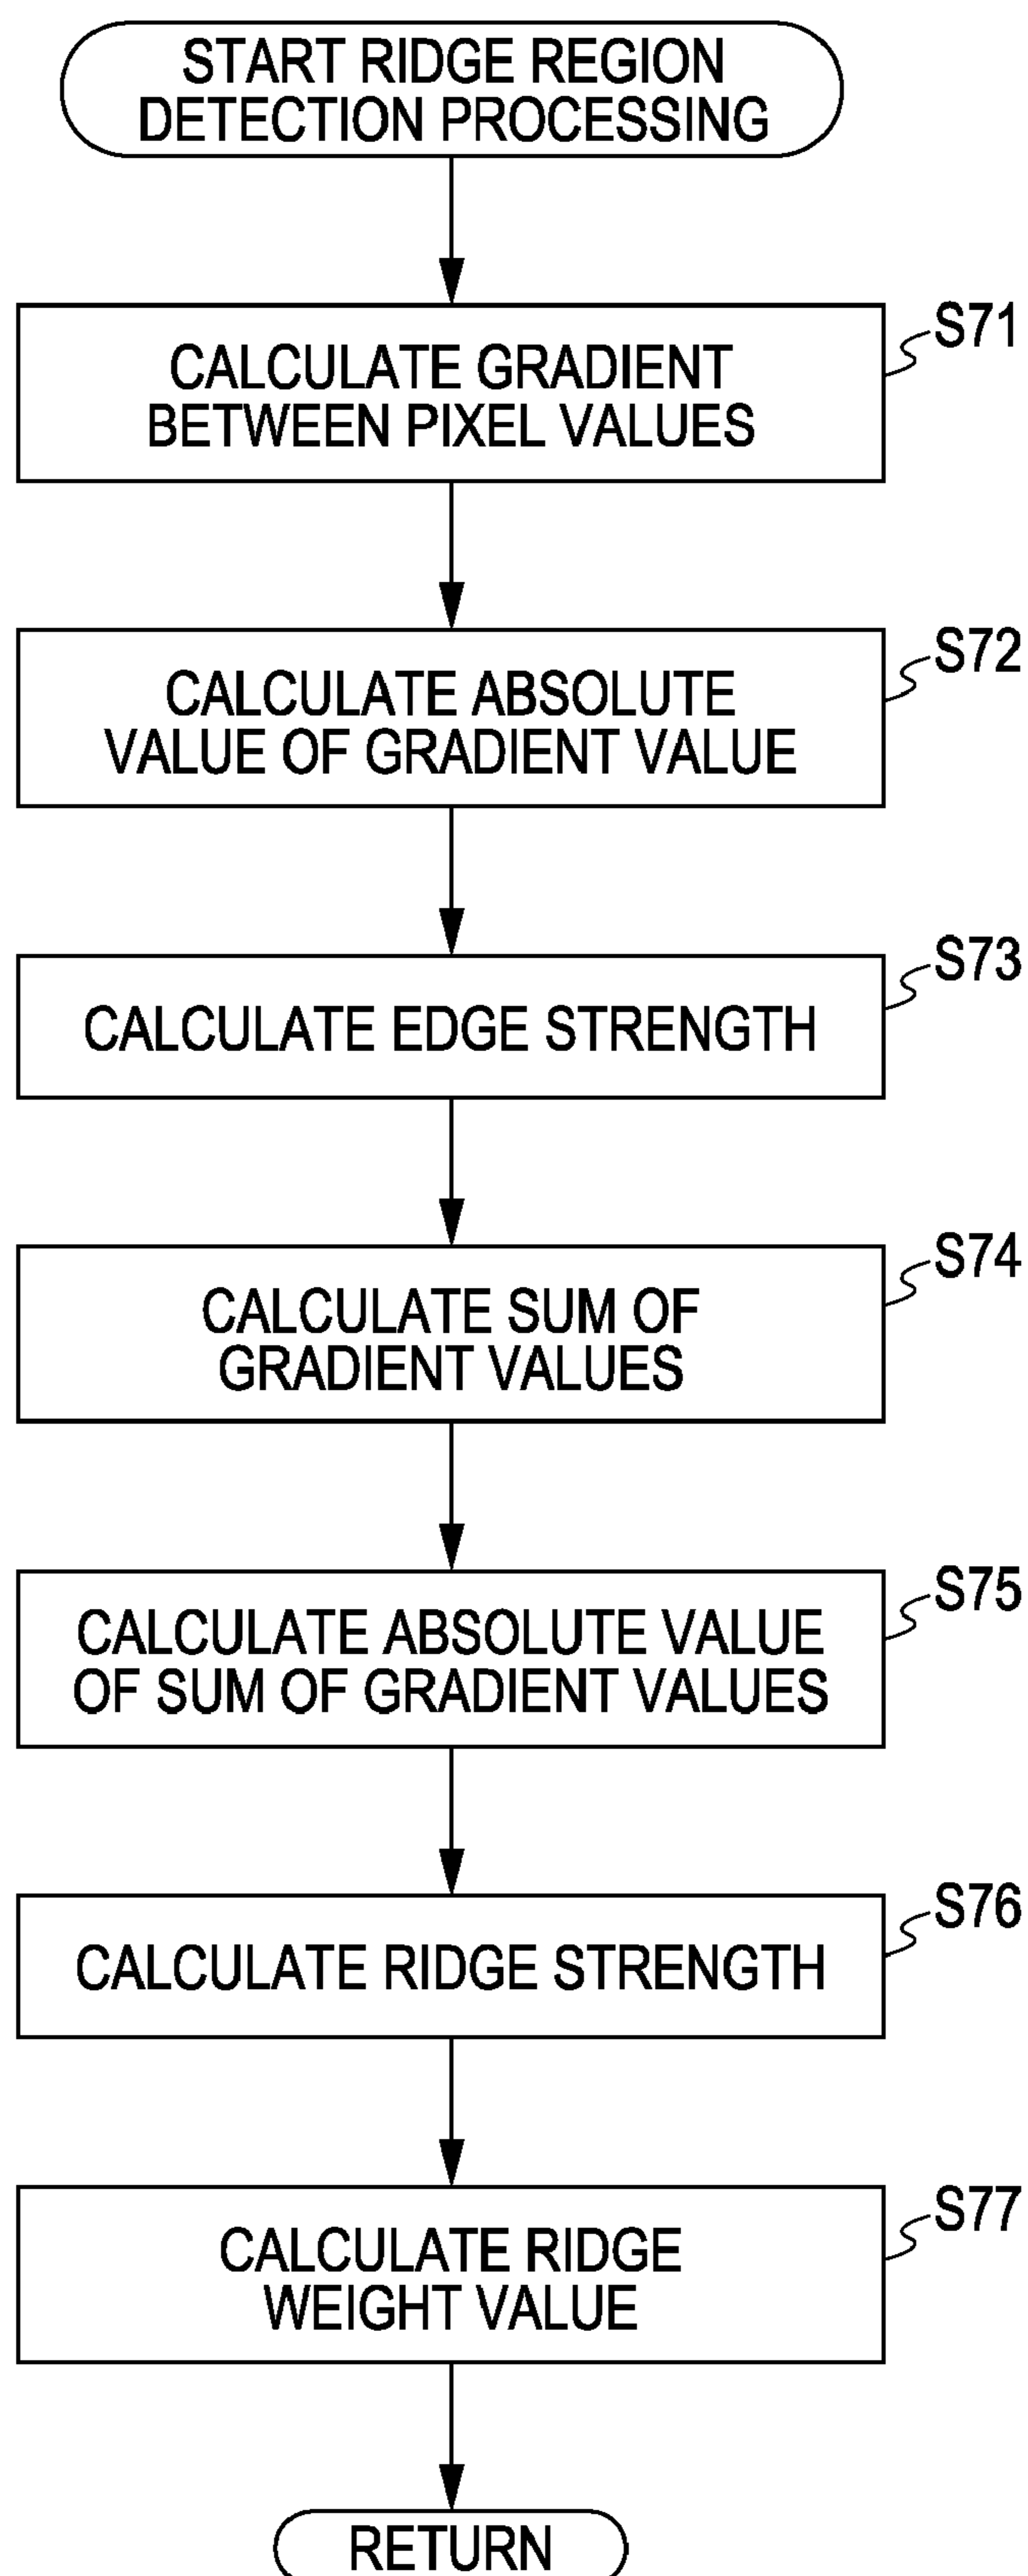 START RIDGE REGION
DETECTION PROCESSING
S71
CALCULATE GRADIENT
BETWEEN PIXEL VALUES
S72
CALCULATE ABSOLUTE
VALUE OF GRADIENT VALUE
S73
CALCULATE EDGE STRENGTH
S74
CALCULATE SUM OF
GRADIENT VALUES
S75
CALCULATE ABSOLUTE VALUE
OF SUM OF GRADIENT VALUES
S76
CALCULATE RIDGE STRENGTH
S77
CALCULATE RIDGE
WEIGHT VALUE
RETURN